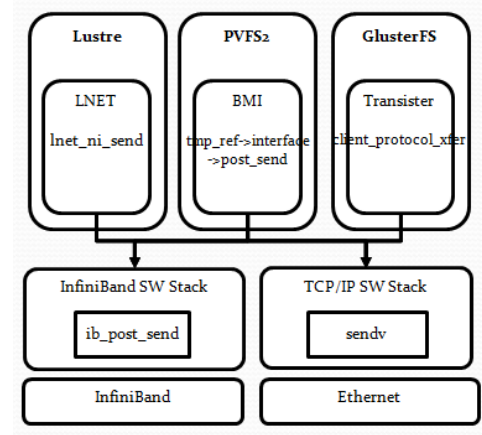 Lustre
PVFS2
GlusterFS
LNET
BMI
Transister
lnet_ni_send
tmp_ref->interface
->post_send
client_protocol_xfer
InfiniBand SW Stack
TCP/IP SW Stack
ib_post_send
sendv
InfiniBand
Ethernet